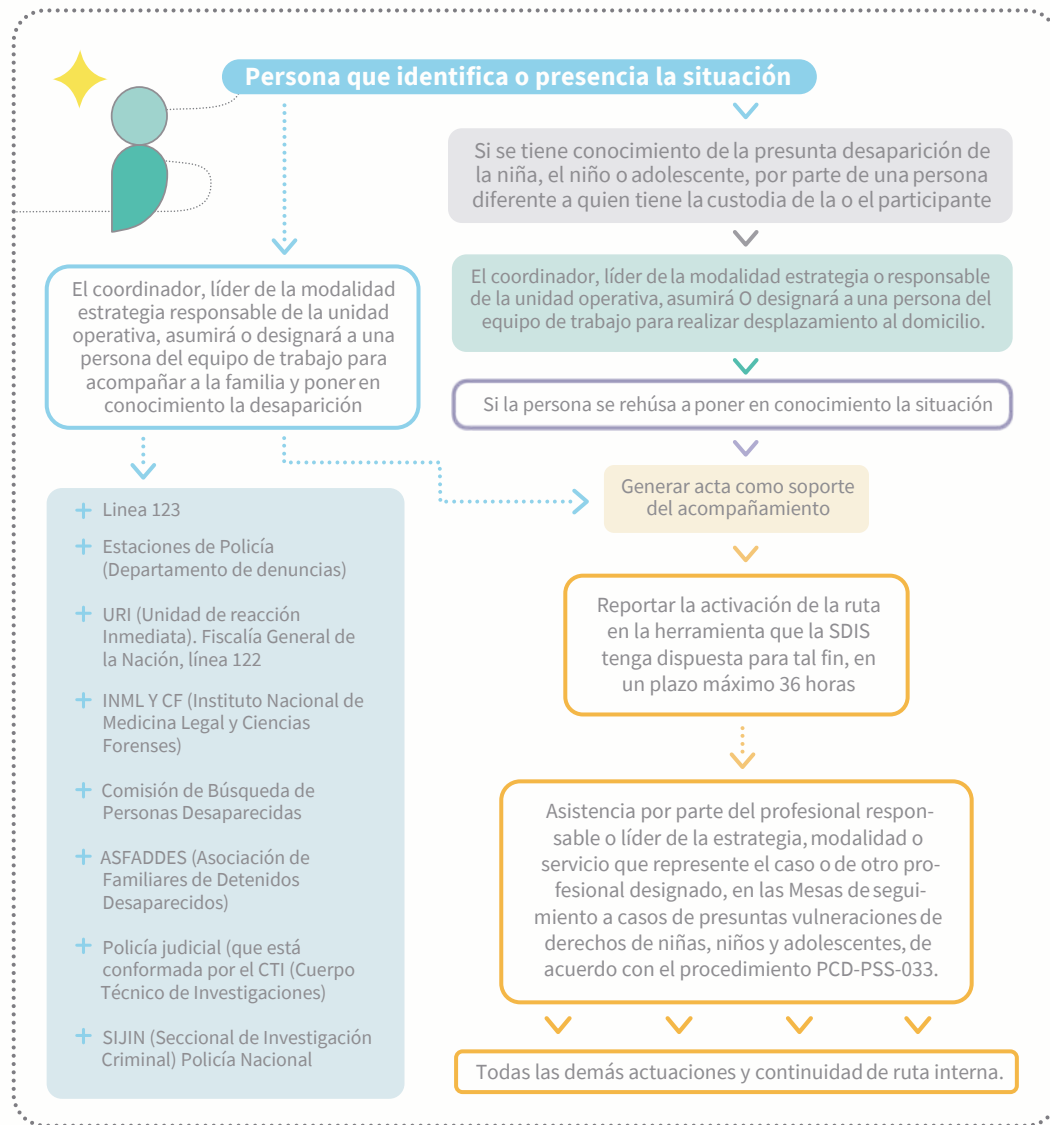 Persona que identifica o presencia la situación
Si se tiene conocimiento de la presunta desaparición de
la niña, el niño o adolescente, por parte de una persona
diferente a quien tiene la custodia de la o el participante
El coordinador, líder de la modalidad estrategia o responsable
de la unidad operativa, asumirá O designará a una persona del
equipo de trabajo para realizar desplazamiento al domicilio.
Si la persona se rehúsa a poner en conocimiento la situación
El coordinador, líder de la modalidad
estrategia responsable de la unidad
operativa, asumirá o designará a una
persona del equipo de trabajo para
acompañar a la familia y poner en
conocimiento la desaparición
Linea 123
Estaciones de Policía
(Departamento de denuncias)
URI (Unidad de reacción
Inmediata). Fiscalía General de
la Nación, línea 122
INML Y CF (Instituto Nacional de
Medicina Legal y Ciencias
Forenses)
Comisión de Búsqueda de
Personas Desaparecidas
ASFADDES (Asociación de
Familiares de Detenidos
Desaparecidos)
Policía judicial (que está
conformada por el CTI (Cuerpo
Técnico de Investigaciones)
SIJIN (Seccional de Investigación
Criminal) Policía Nacional
Generar acta como soporte
del acompañamiento
Reportar la activación de la ruta
en la herramienta que la SDIS
tenga dispuesta para tal fin, en
un plazo máximo 36 horas
Asistencia por parte del profesional respon-
sable o líder de la estrategia, modalidad o
servicio que represente el caso o de otro pro-
fesional designado, en las Mesas de segui-
miento a casos de presuntas vulneraciones de
derechos de niñas, niños y adolescentes, de
acuerdo con el procedimiento PCD-PSS-033.
Todas las demás actuaciones y continuidad de ruta interna.